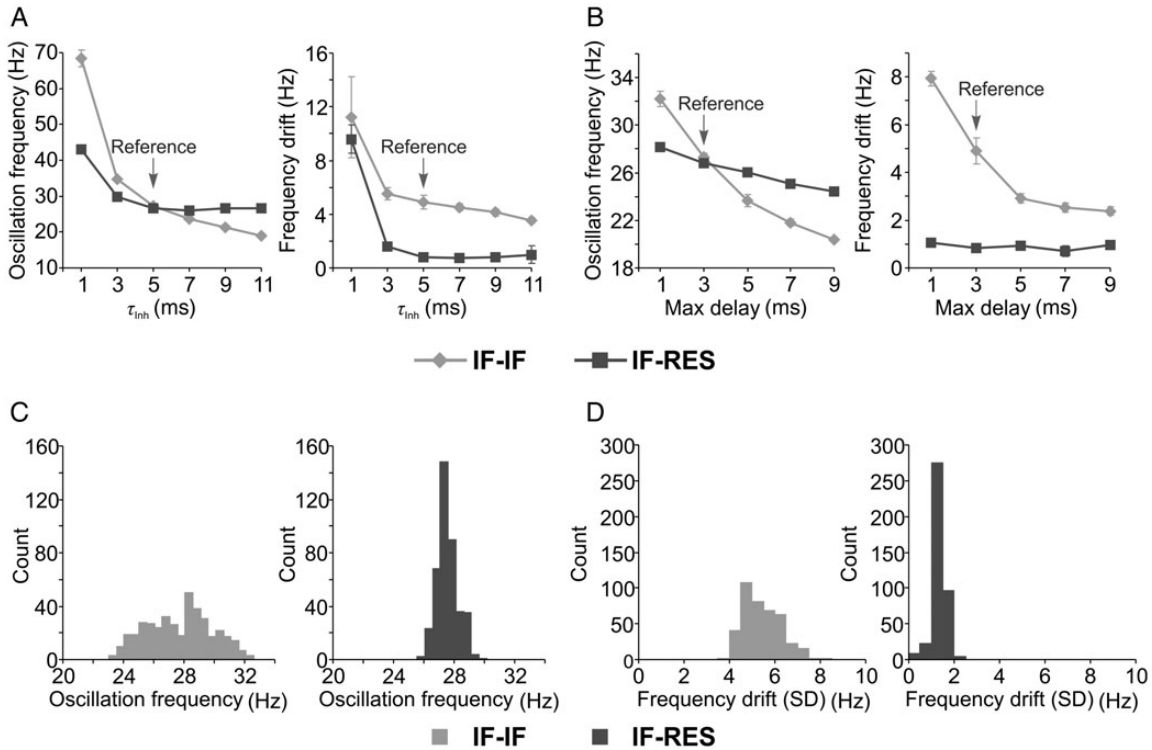 A
Oscillation frequency (Hz)
70
60
50
40
30
20
10
Reference
1 3 5 7 9 11
τInh (ms)
Frequency drift (Hz)
16
12
8
4
0
Reference
1 3 5 7 9 11
τInh (ms)
B
Oscillation frequency (Hz)
34
30
26
22
18
Reference
1 3 5 7 9
Max delay (ms)
Frequency drift (Hz)
8
6
4
2
0
Reference
1 3 5 7 9
Max delay (ms)
IF-IF IF-RES
C
Count
160
120
80
40
0
20 24 28 32
Oscillation frequency (Hz)
Count
160
120
80
40
0
20 24 28 32
Oscillation frequency (Hz)
D
Count
300
250
200
150
100
50
0
0 2 4 6 8 10
Frequency drift (SD) (Hz)
Count
300
250
200
150
100
50
0
0 2 4 6 8 10
Frequency drift (SD) (Hz)
IF-IF IF-RES